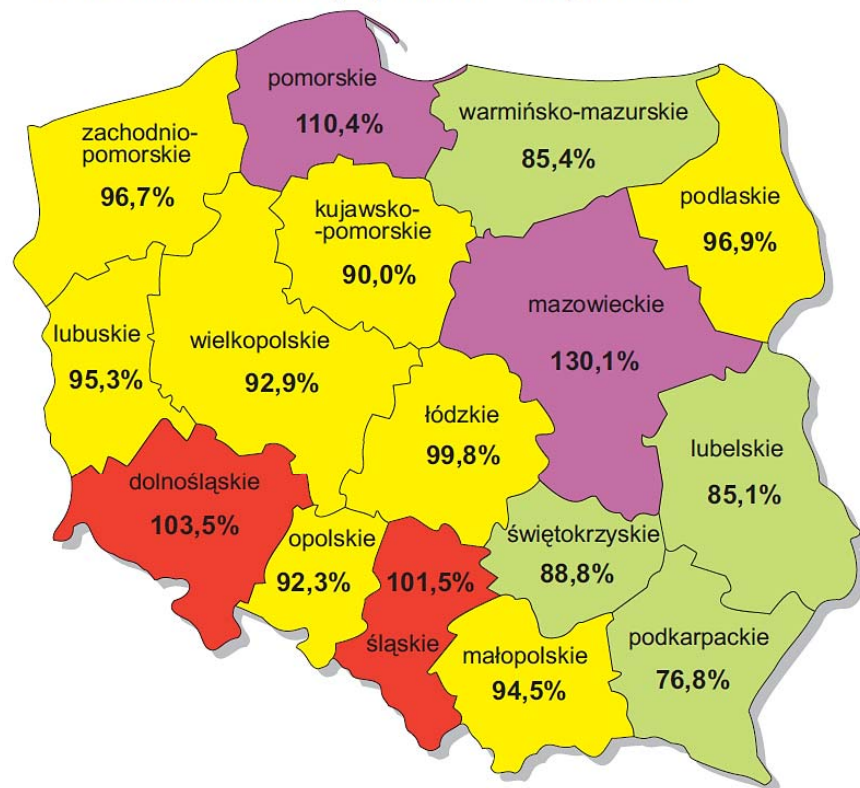 pomorskie
110,4%
zachodnio-
pomorskie
96,7%
warmińsko-mazurskie
85,4%
podlaskie
96,9%
kujawsko-
-pomorskie
90,0%
mazowieckie
130,1%
lubuskie
95,3%
wielkopolskie
92,9%
łódzkie
99,8%
lubelskie
85,1%
dolnośląskie
103,5%
opolskie
92,3%
101,5%
śląskie
świętokrzyskie
88,8%
małopolskie
94,5%
podkarpackie
76,8%